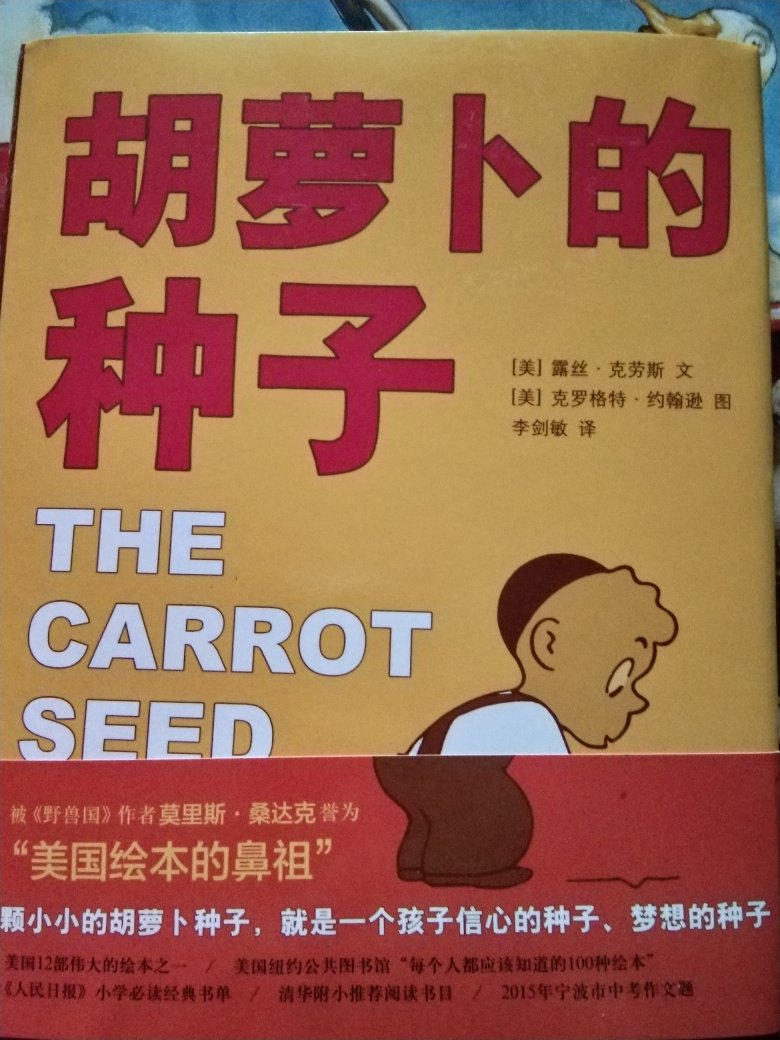 胡萝卜的
种子
[美] 露丝·克劳斯 文
[美] 克罗格特·约翰逊 图
李剑敏 译
THE
CARROT
SEED
被《野兽国》作者莫里斯·桑达克誉为
“美国绘本的鼻祖”
颗小小的胡萝卜种子，就是一个孩子信心的种子、梦想的种子
美国12部伟大的绘本之一 / 美国纽约公共图书馆“每个人都应该知道的100种绘本”
《人民日报》小学必读经典书单 / 清华附小推荐阅读书目 / 2015年宁波市中考作文题